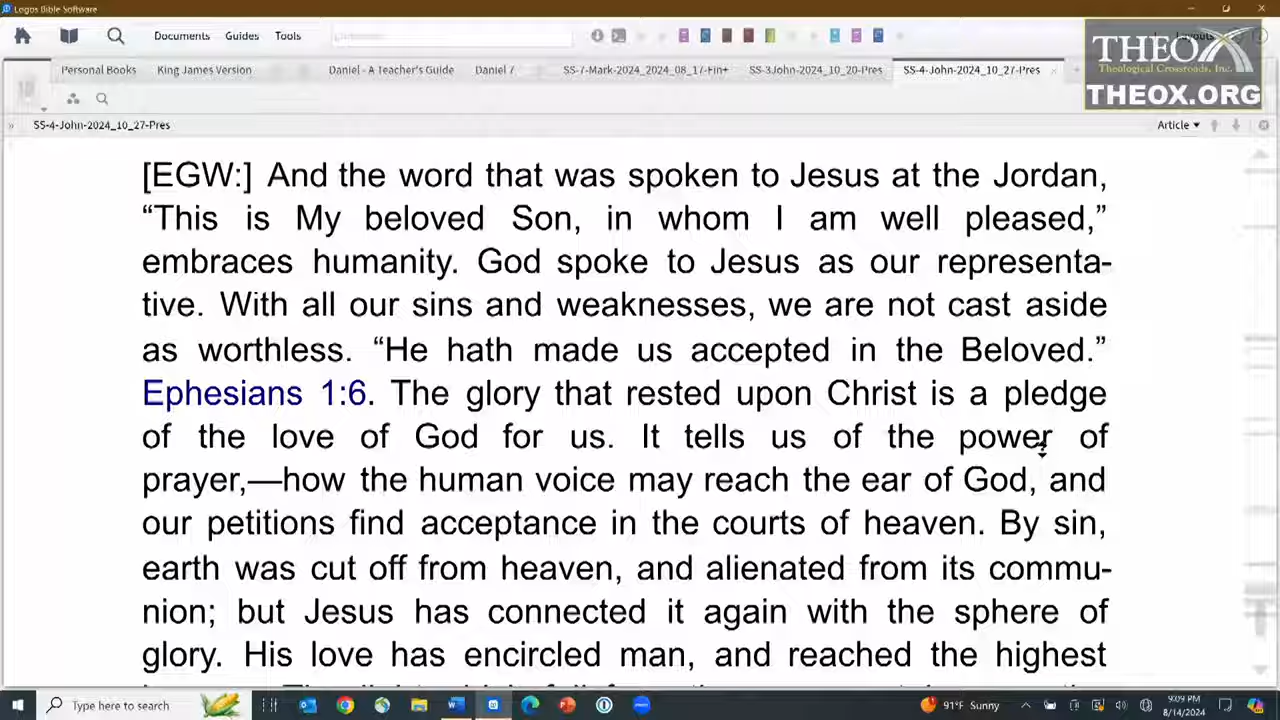 Logos Bible Software
Documents Guides Tools
THEOX
Theological Crossroads, Inc.
THEOX.ORG
Personal Books King James Version SS-7-Mark-2024_2024_08_17-Fin+ SS-3John-2024_10_20-Pres SS-4-John-2024_10_27-Pres
SS-4-John-2024_10_27-Pres Article
[EGW:] And the word that was spoken to Jesus at the Jordan,
“This is My beloved Son, in whom I am well pleased,”
embraces humanity. God spoke to Jesus as our representa-
tive. With all our sins and weaknesses, we are not cast aside
as worthless. “He hath made us accepted in the Beloved.”
Ephesians 1:6. The glory that rested upon Christ is a pledge
of the love of God for us. It tells us of the power of
prayer,—how the human voice may reach the ear of God, and
our petitions find acceptance in the courts of heaven. By sin,
earth was cut off from heaven, and alienated from its commu-
nion; but Jesus has connected it again with the sphere of
glory. His love has encircled man, and reached the highest
Type here to search 91°F Sunny 9:09 PM
8/14/2024